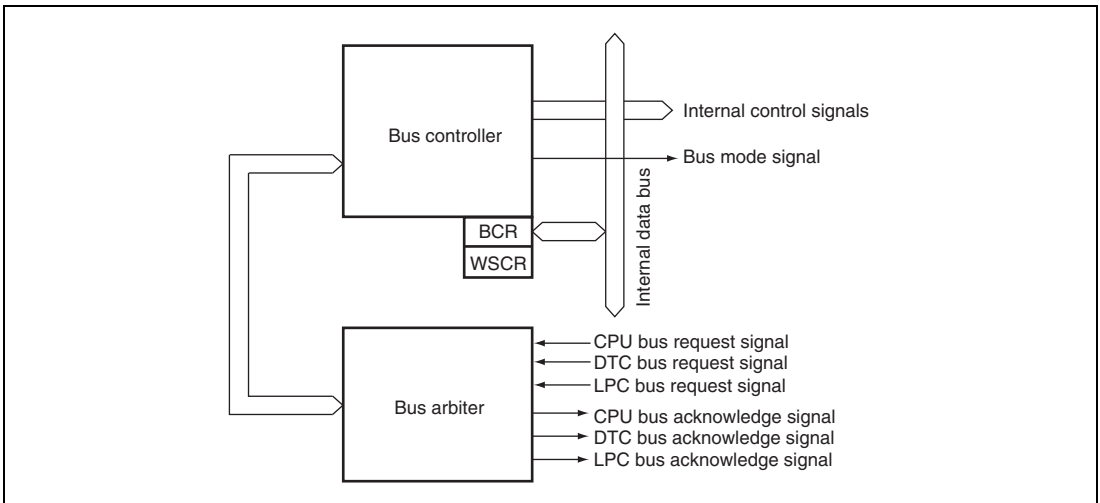 Bus controller
Internal control signals
Bus mode signal
Internal data bus
BCR
WSCR
Bus arbiter
CPU bus request signal
DTC bus request signal
LPC bus request signal
CPU bus acknowledge signal
DTC bus acknowledge signal
LPC bus acknowledge signal